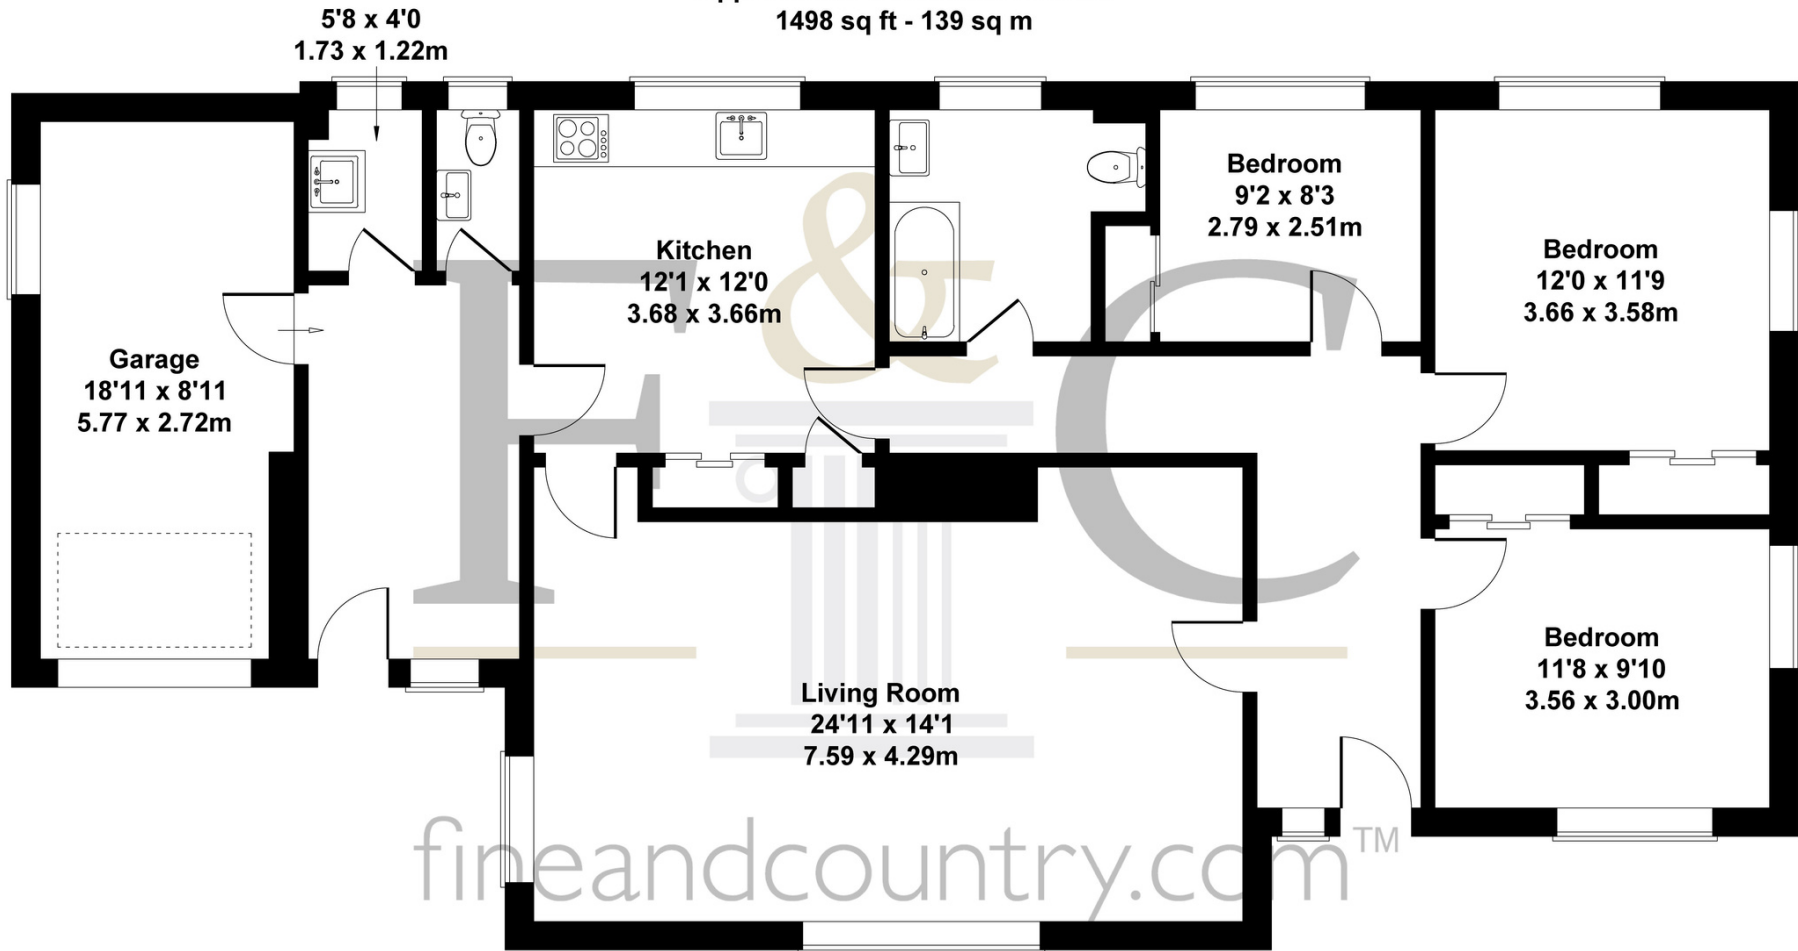 1498 sq ft - 139 sq m
5'8 x 4'0
1.73 x 1.22m
Kitchen
12'1 x 12'0
3.68 x 3.66m
Bedroom
9'2 x 8'3
2.79 x 2.51m
Bedroom
12'0 x 11'9
3.66 x 3.58m
Garage
18'11 x 8'11
5.77 x 2.72m
Living Room
24'11 x 14'1
7.59 x 4.29m
Bedroom
11'8 x 9'10
3.56 x 3.00m
F & C
fineandcountry.com™